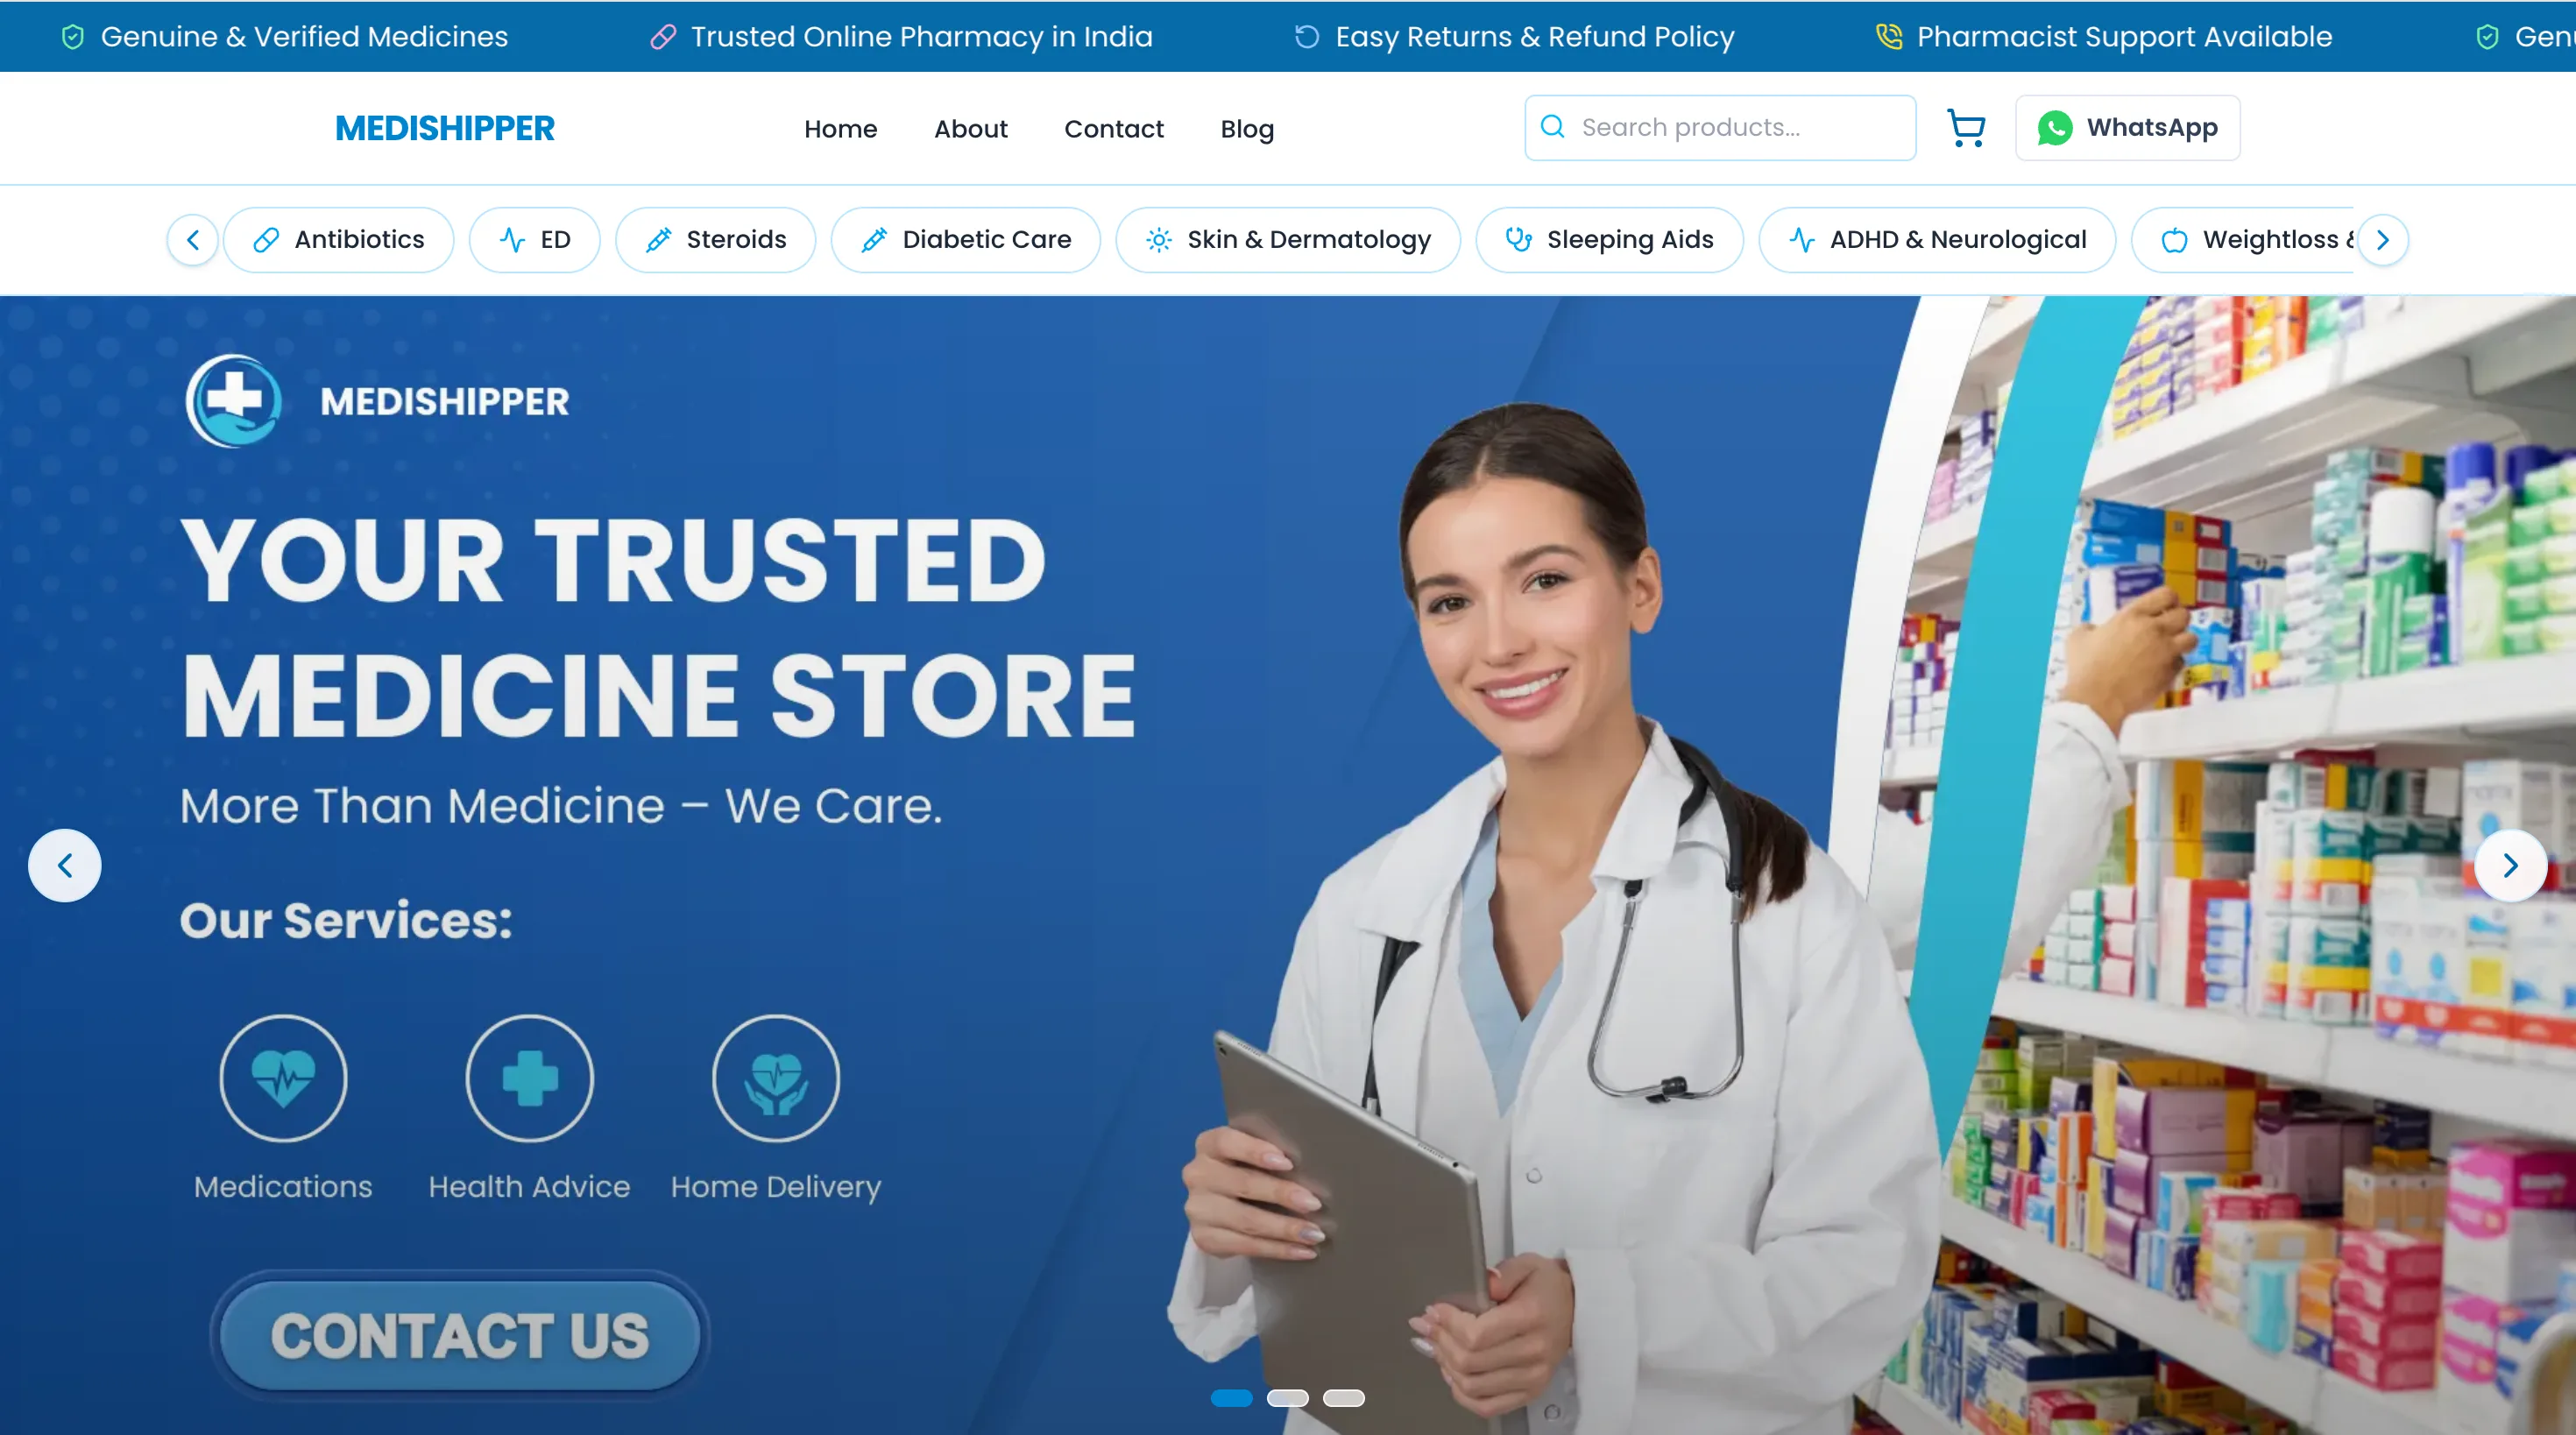 Genuine & Verified Medicines
Trusted Online Pharmacy in India
Easy Returns & Refund Policy
Pharmacist Support Available
MEDISHIPPER
Home
About
Contact
Blog
Search products...
WhatsApp
Antibiotics
ED
Steroids
Diabetic Care
Skin & Dermatology
Sleeping Aids
ADHD & Neurological
Weightloss &
MEDISHIPPER
YOUR TRUSTED
MEDICINE STORE
More Than Medicine – We Care.
Our Services:
Medications
Health Advice
Home Delivery
CONTACT US